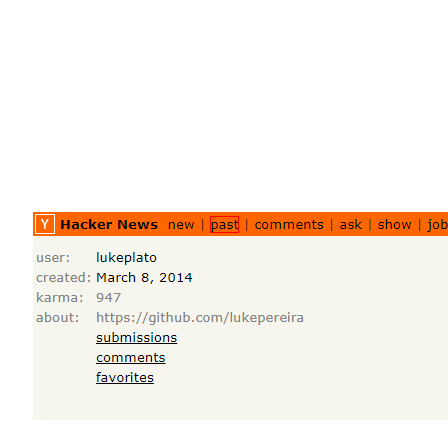 Y Hacker News new | past | comments | ask | show | job
user: lukeplato
created: March 8, 2014
karma: 947
about: https://github.com/lukepereira
submissions
comments
favorites